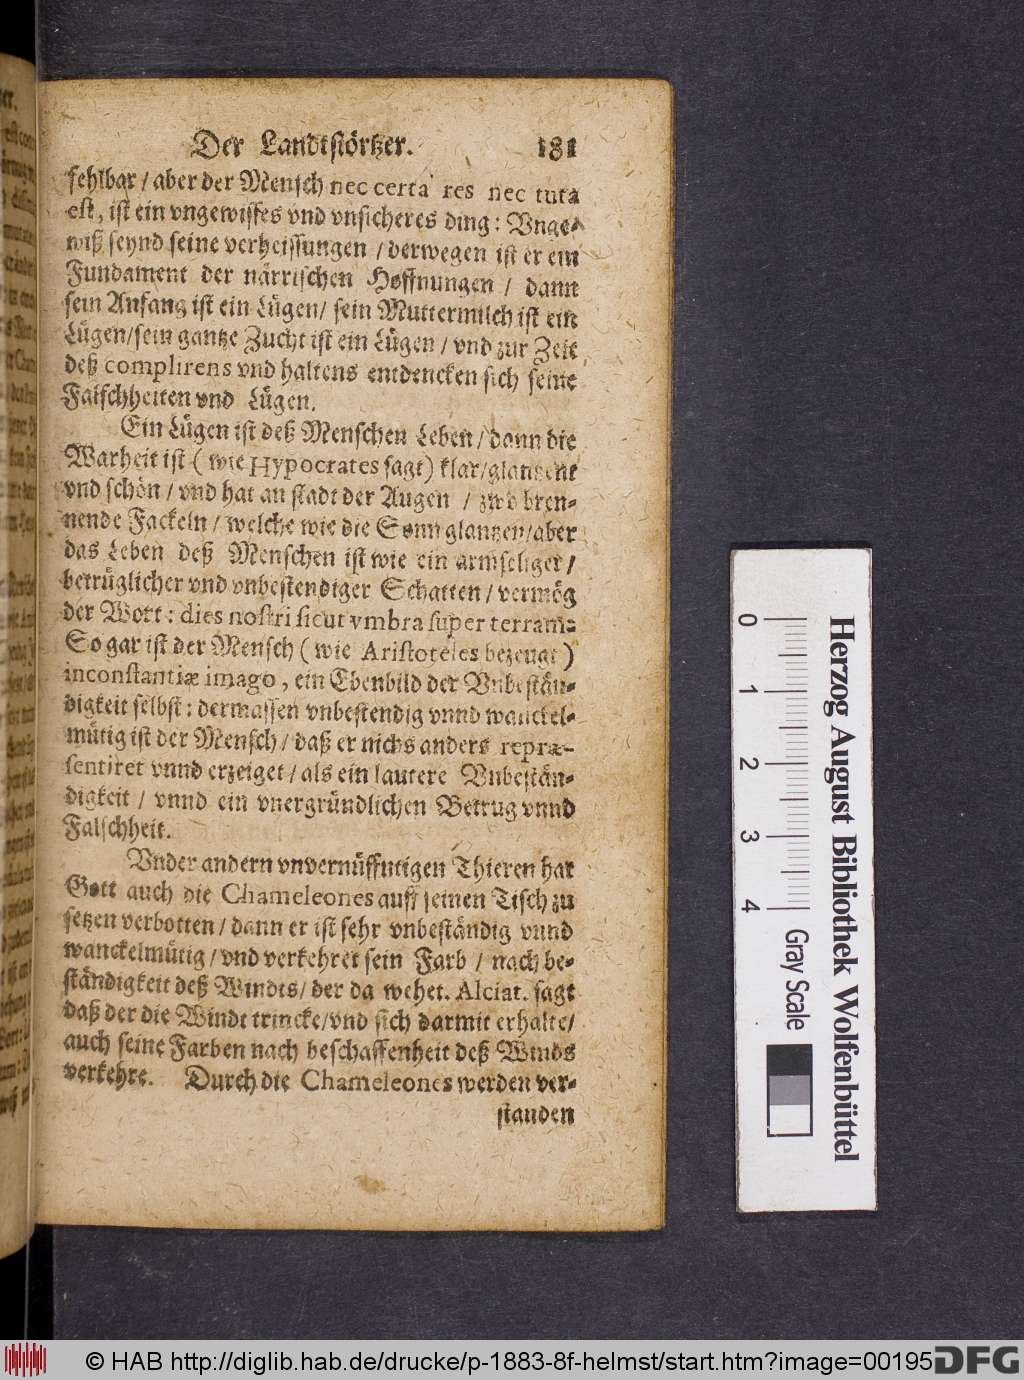 Der Landtstörtzer. 181
fehlbar / aber der Mensch nec certa res nec tuta
est, ist ein vngewisses vnd vnsicheres ding: Vnge-
wiß seynd seine verheissungen / derwegen ist er ein
Fundament der närrischen Hoffnungen / dann
sein Anfang ist ein Lügen / sein Muttermilch ist ein
Lügen / sein gantze Zucht ist ein Lügen / vnd zur Zeit
deß complirens vnd haltens entdencken sich seine
Falschheiten vnd Lügen.
Ein Lügen ist deß Menschen Leben / dann die
Warheit ist ( wie Hypocrates sagt ) klar / glantzent
vnd schön / vnd hat an stadt der Augen / zwo bren-
nende Fackeln / welche wie die Sonn glantzen / aber
das Leben deß Menschen ist wie ein armseliger /
betrüglicher vnd vnbestendiger Schatten / vermög
der Wott : dies nostri sicut vmbra super terram:
So gar ist der Mensch ( wie Aristoteles bezeugt )
inconstantiæ imago, ein Ebenbild der Vnbestän-
digkeit selbst : dermassen vnbestendig vnnd wanckel-
mütig ist der Mensch / daß er nichs anders repræ-
sentiret vnnd erzeiget / als ein lautere Vnbestän-
digkeit / vnnd ein vnergründlichen Betrug vnnd
Falschheit.
Vnder andern vnvernüffntigen Thieren hat
Gott auch die Chameleones auff seinen Tisch zu
setzen verbotten / dann er ist sehr vnbeständig vnnd
wanckelmütig / vnd verkehret sein Farb / nach be-
ständigkeit deß Windts / der da wehet. Alciat. sagt
daß der die Windt trincke / vnd sich darmit erhalte /
auch seine Farben nach beschaffenheit deß Winds
verkehre. Durch die Chameleones werden ver-
standen
0 1 2 3 4
Gray Scale
Herzog August Bibliothek Wolfenbüttel
© HAB http://diglib.hab.de/drucke/p-1883-8f-helmst/start.htm?image=00195
DFG